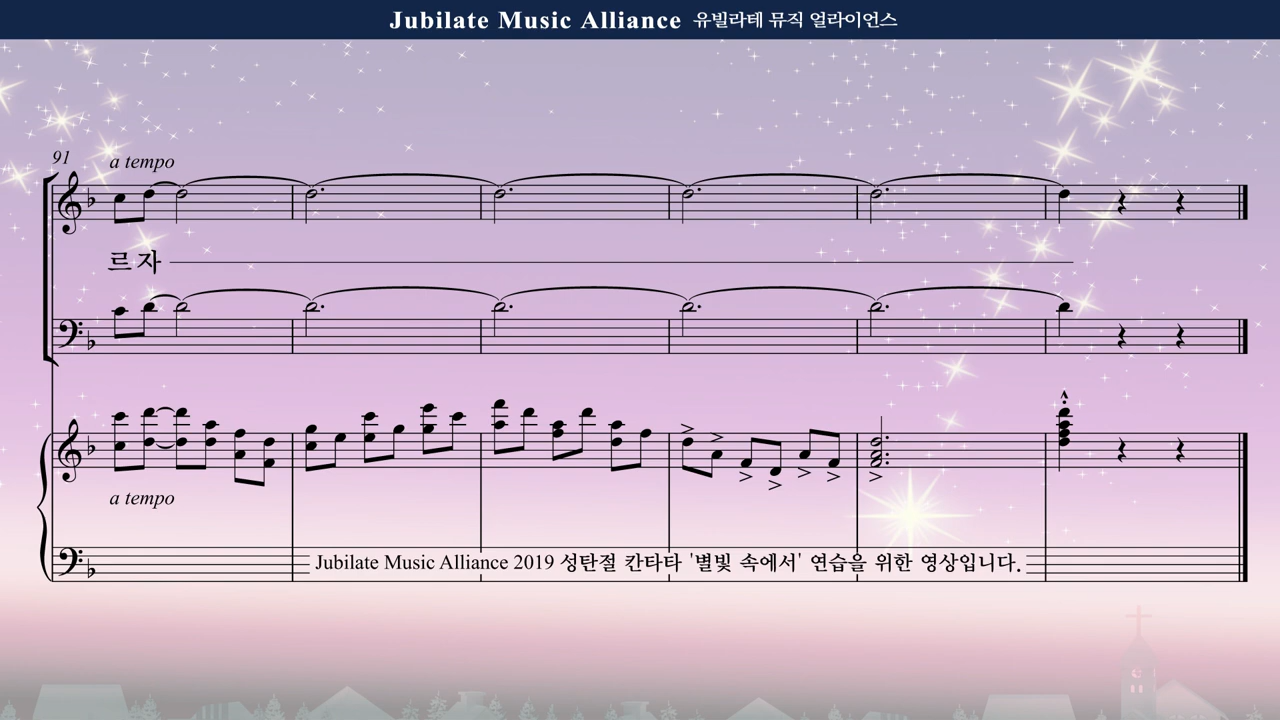 Jubilate Music Alliance 유빌라테 뮤직 얼라이언스
91
a tempo
르 자
a tempo
Jubilate Music Alliance 2019 성탄절 칸타타 '별빛 속에서' 연습을 위한 영상입니다.